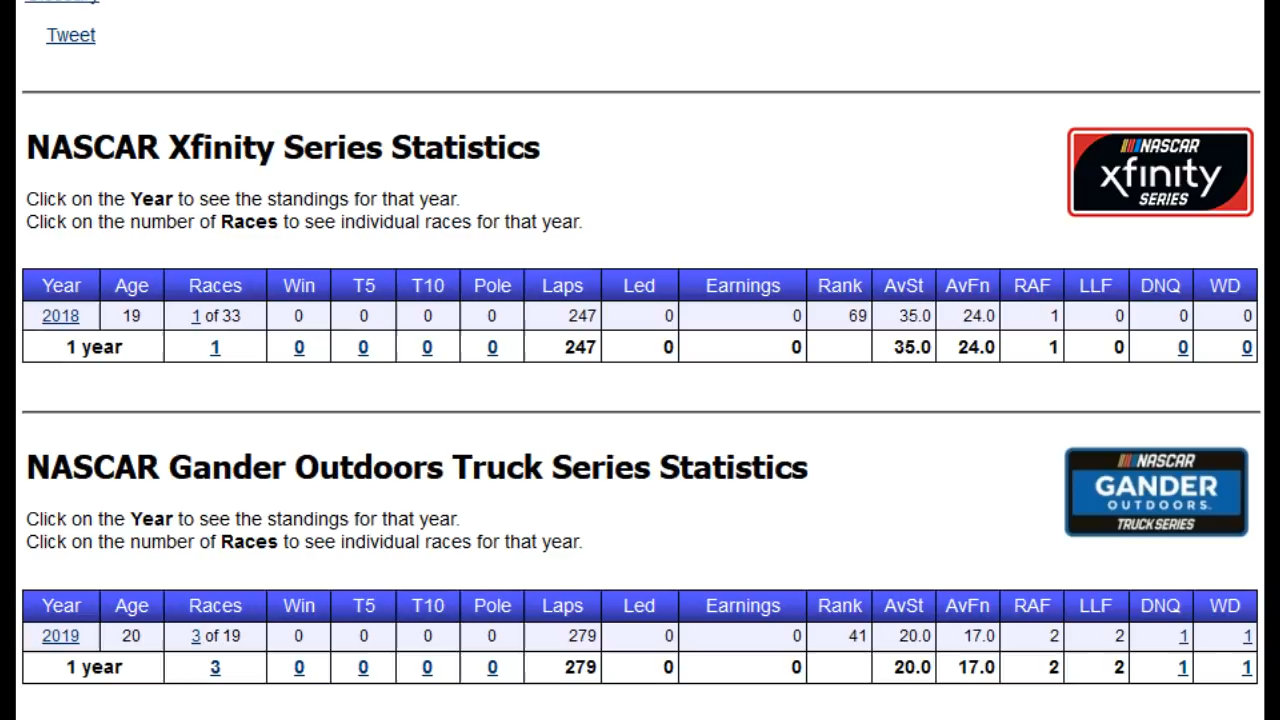 Tweet
NASCAR Xfinity Series Statistics
NASCAR
xfinity
SERIES
Click on the Year to see the standings for that year.
Click on the number of Races to see individual races for that year.
Year Age Races Win T5 T10 Pole Laps Led Earnings Rank AvSt AvFn RAF LLF DNQ WD
2018 19 1 of 33 0 0 0 0 247 0 0 69 35.0 24.0 1 0 0 0
1 year 1 0 0 0 0 247 0 0 35.0 24.0 1 0 0 0
NASCAR Gander Outdoors Truck Series Statistics
NASCAR
GANDER
OUTDOORS
TRUCK SERIES
Click on the Year to see the standings for that year.
Click on the number of Races to see individual races for that year.
Year Age Races Win T5 T10 Pole Laps Led Earnings Rank AvSt AvFn RAF LLF DNQ WD
2019 20 3 of 19 0 0 0 0 279 0 0 41 20.0 17.0 2 2 1 1
1 year 3 0 0 0 0 279 0 0 20.0 17.0 2 2 1 1